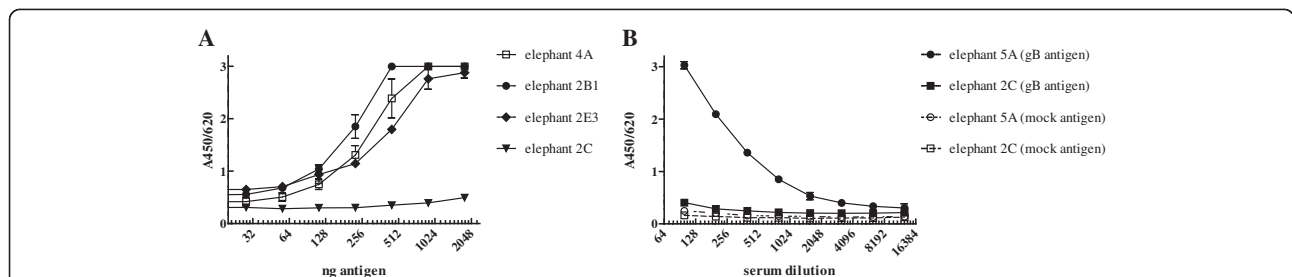 A
3
2
1
0
A450/620
32
64
128
256
512
1024
2048
ng antigen
elephant 4A
elephant 2B1
elephant 2E3
elephant 2C
B
3
2
1
0
A450/620
64
128
256
512
1024
2048
4096
8192
16384
serum dilution
elephant 5A (gB antigen)
elephant 2C (gB antigen)
elephant 5A (mock antigen)
elephant 2C (mock antigen)